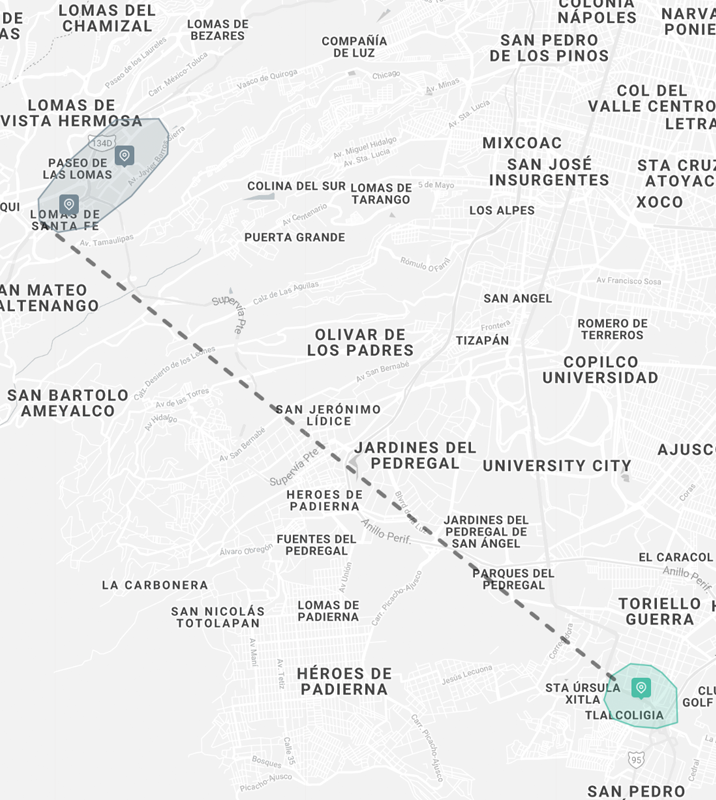 DE
AS
LOMAS DEL
CHAMIZAL
LOMAS DE
BEZARES
COMPAÑÍA
DE LUZ
COLONIA
NÁPOLES
NARVA
PONIE
SAN PEDRO
DE LOS PINOS
Paseo de los Laureles
Carr. México-Toluca
Vasco de Quiroga
Chicago
Av. Minas
Av. Sta. Lucia
COL DEL
VALLE CENTRO
LETRA
LOMAS DE
VISTA HERMOSA
134D
Av. Javier Barros Sierra
PASEO DE
LAS LOMAS
Av. Miguel Hidalgo
Av. Sta. Lucia
MIXCOAC
SAN JOSÉ
INSURGENTES
STA CRUZ
ATOYAC
XOCO
COLINA DEL SUR
LOMAS DE
TARANGO
5 de Mayo
LOS ALPES
QUI
LOMAS DE
SANTA FE
Av. Tamaulipas
Av Centenario
PUERTA GRANDE
Rómulo O'Farril
Av Francisco Sosa
AN MATEO
ALTENANGO
Supervía Pte
Calz de Las Águilas
SAN ANGEL
Frontera
TIZAPÁN
ROMERO DE
TERREROS
OLIVAR DE
LOS PADRES
Av San Bernabé
COPILCO
UNIVERSIDAD
Calz. Desierto de los Leones
SAN BARTOLO
AMEYALCO
Av de las Torres
Av Hidalgo
SAN JERÓNIMO
LÍDICE
Av San Bernabé
Supervía Pte
JARDINES DEL
PEDREGAL
UNIVERSITY CITY
AJUSC
Coras
HEROES DE
PADIERNA
Anillo Perif.
JARDINES DEL
PEDREGAL DE
SAN ÁNGEL
FUENTES DEL
PEDREGAL
Álvaro Obregón
EL CARACOL
Anillo Perif.
PARQUES DEL
PEDREGAL
Av Unión
Carr. Picacho-Ajusco
LA CARBONERA
SAN NICOLÁS
TOTOLAPAN
LOMAS DE
PADIERNA
TORIELLO
GUERRA
H
Av Maní
Av. Tekz
HÉROES DE
PADIERNA
Jesús Lecuona
STA ÚRSULA
XITLA
TLALCOLIGIA
CLU
GOLF
Carr. Picacho-Ajusco
Calle 35
Bosques
Picacho-Ajusco
95
Cedral
SAN PEDRO